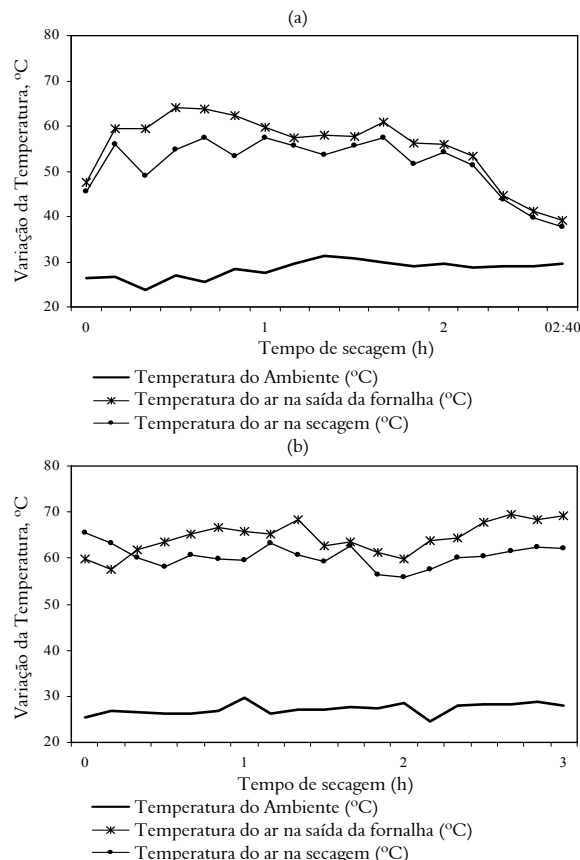 (a)
80
70
60
50
40
30
20
Variação da Temperatura, ºC
0 1 2 02:40
Tempo de secagem (h)
Temperatura do Ambiente (ºC)
Temperatura do ar na saída da fornalha (ºC)
Temperatura do ar na secagem (ºC)
(b)
80
70
60
50
40
30
20
Variação da Temperatura, ºC
0 1 2 3
Tempo de secagem (h)
Temperatura do Ambiente (ºC)
Temperatura do ar na saída da fornalha (ºC)
Temperatura do ar na secagem (ºC)